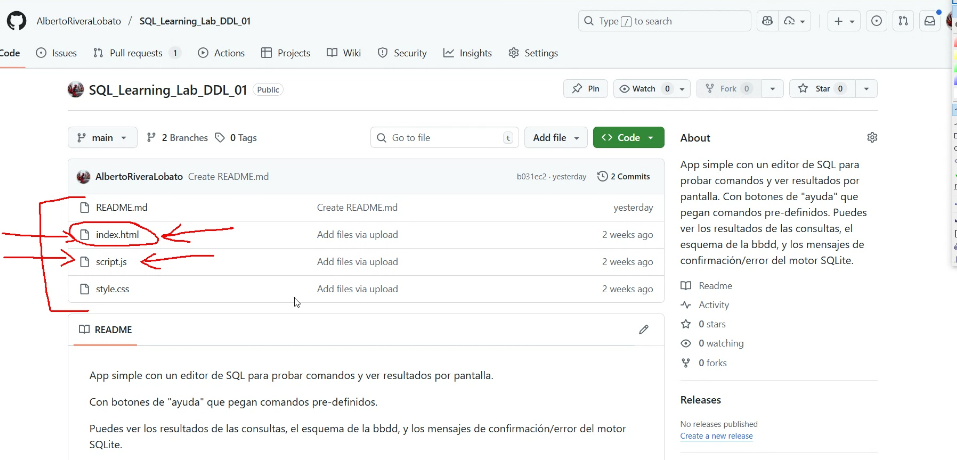 AlbertoRiveraLobato / SQL_Learning_Lab_DDL_01
Type / to search
Code Issues Pull requests 1 Actions Projects Wiki Security Insights Settings
SQL_Learning_Lab_DDL_01 Public
Pin Watch 0 Fork 0 Star 0
main 2 Branches 0 Tags Go to file t Add file Code
AlbertoRiveraLobato Create README.md b031ec2 · yesterday 2 Commits
README.md Create README.md yesterday
index.html Add files via upload 2 weeks ago
script.js Add files via upload 2 weeks ago
style.css Add files via upload 2 weeks ago
README
App simple con un editor de SQL para probar comandos y ver resultados por pantalla.
Con botones de "ayuda" que pegan comandos pre-definidos.
Puedes ver los resultados de las consultas, el esquema de la bbdd, y los mensajes de confirmación/error del motor
SQLite.
About
App simple con un editor de SQL para
probar comandos y ver resultados por
pantalla. Con botones de "ayuda" que
pegan comandos pre-definidos. Puedes
ver los resultados de las consultas, el
esquema de la bbdd, y los mensajes de
confirmación/error del motor SQLite.
Readme
Activity
0 stars
0 watching
0 forks
Releases
No releases published
Create a new release